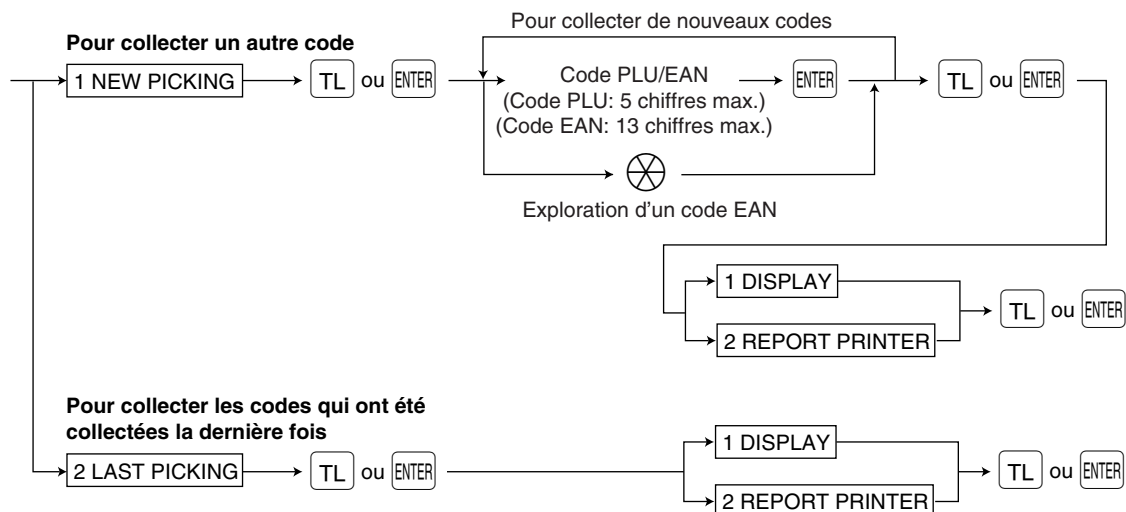 Pour collecter de nouveaux codes
Pour collecter un autre code
1 NEW PICKING TL ou ENTER Code PLU/EAN ENTER TL ou ENTER
(Code PLU: 5 chiffres max.)
(Code EAN: 13 chiffres max.)
Exploration d'un code EAN
1 DISPLAY
TL ou ENTER
2 REPORT PRINTER
Pour collecter les codes qui ont été
collectées la dernière fois
1 DISPLAY
2 LAST PICKING TL ou ENTER TL ou ENTER
2 REPORT PRINTER